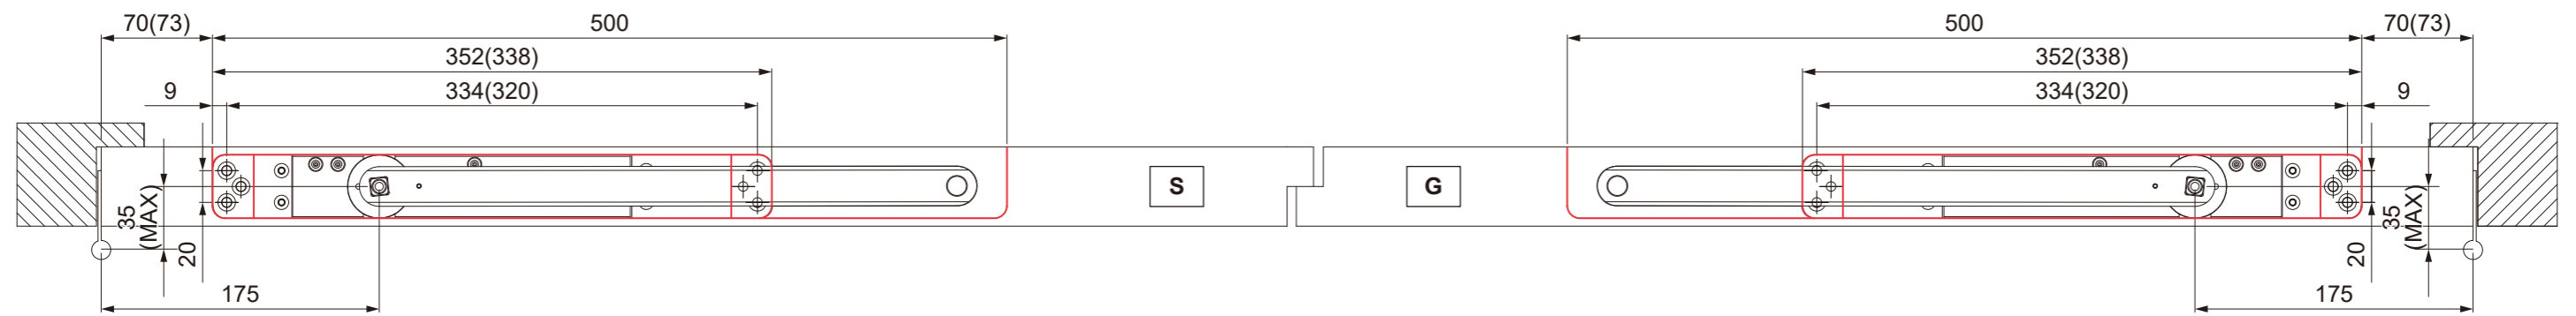 70(73) 500 500 70(73)
352(338) 352(338)
9 334(320) 334(320) 9
S G
35 (MAX) 20 35 (MAX) 20
175 175